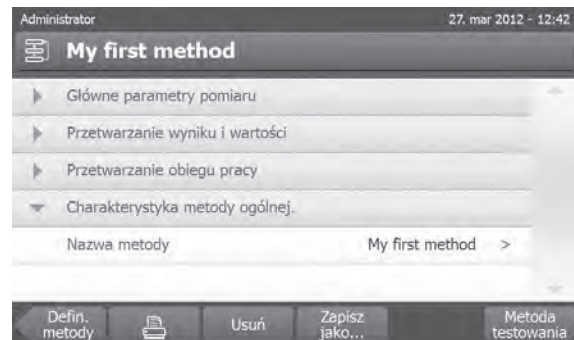 Administrator 27. mar 2012 - 12:42
My first method
Główne parametry pomiaru
Przetwarzanie wyniku i wartości
Przetwarzanie obiegu pracy
Charakterystyka metody ogólnej.
Nazwa metody My first method >
Defin. metody
Usuń
Zapisz jako...
Metoda testowania